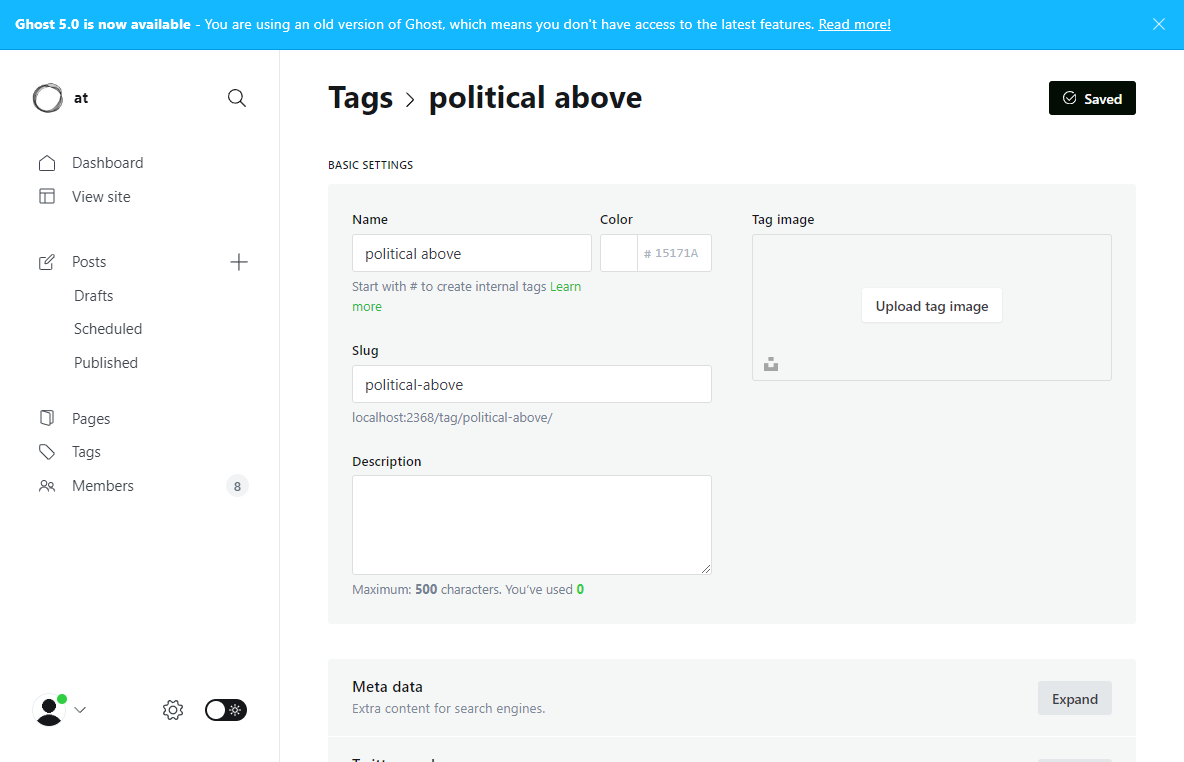 Ghost 5.0 is now available - You are using an old version of Ghost, which means you don't have access to the latest features. Read more!
at
Dashboard
View site
Posts
Drafts
Scheduled
Published
Pages
Tags
Members 8
Tags > political above
Saved
BASIC SETTINGS
Name
political above
Start with # to create internal tags Learn
more
Color
# 15171A
Slug
political-above
localhost:2368/tag/political-above/
Description
Maximum: 500 characters. You've used 0
Tag image
Upload tag image
Meta data
Extra content for search engines.
Expand